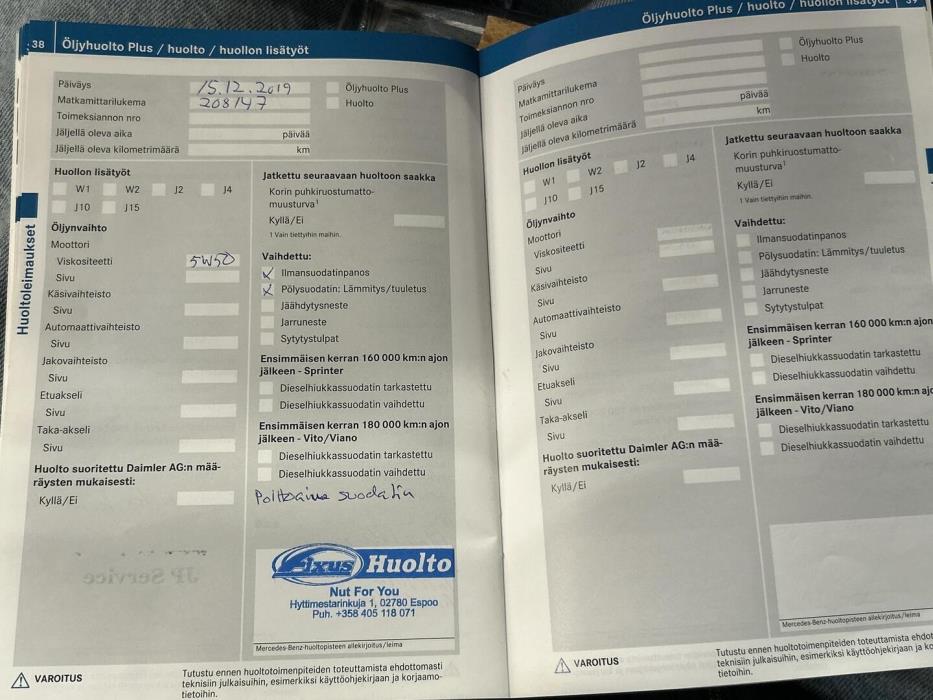 38 Öljyhuolto Plus / huolto / huollon lisätyöt
Päiväys 15.12.2019 Öljyhuolto Plus
Matkamittarilukema 208147 Huolto
Toimeksiannon nro
Jäljellä oleva aika päivää
Jäljellä oleva kilometrimäärä km
Huollon lisätyöt
W1 W2 J2 J4
J10 J15
Öljynvaihto
Moottori
Viskositeetti 5W50
Sivu
Käsivaihteisto
Sivu
Automaattivaihteisto
Sivu
Jakovaihteisto
Sivu
Etuakseli
Sivu
Taka-akseli
Sivu
Huolto suoritettu Daimler AG:n mää-
räysten mukaisesti:
Kyllä/Ei
JP Service
Jatkettu seuraavaan huoltoon saakka
Korin puhkiruostumatto-
muusturva¹
Kyllä/Ei
1 Vain tiettyihin maihin.
Vaihdettu:
Ilmansuodatinpanos
Pölysuodatin: Lämmitys/tuuletus
Jäähdytysneste
Jarruneste
Sytytystulpat
Ensimmäisen kerran 160 000 km:n ajon
jälkeen - Sprinter
Dieselhiukkassuodatin tarkastettu
Dieselhiukkassuodatin vaihdettu
Ensimmäisen kerran 180 000 km:n ajon
jälkeen - Vito/Viano
Dieselhiukkassuodatin tarkastettu
Dieselhiukkassuodatin vaihdettu
Polttoaine suodatin
Fixus Huolto
Nut For You
Hyttimestarinkuja 1, 02780 Espoo
Puh. +358 405 118 071
Mercedes-Benz-huoltopisteen allekirjoitus/leima
VAROITUS
Tutustu ennen huoltotoimenpiteiden toteuttamista ehdottomasti
teknisiin julkaisuihin, esimerkiksi käyttöohjekirjaan ja korjaamo-
tietoihin.
Huoltoleimaukset
Öljyhuolto Plus / huolto / huollon lisätyöt 39
Päiväys Öljyhuolto Plus
Matkamittarilukema Huolto
Toimeksiannon nro
Jäljellä oleva aika päivää
Jäljellä oleva kilometrimäärä km
Huollon lisätyöt
W1 W2 J2 J4
J10 J15
Öljynvaihto
Moottori
Viskositeetti
Sivu
Käsivaihteisto
Sivu
Automaattivaihteisto
Sivu
Jakovaihteisto
Sivu
Etuakseli
Sivu
Taka-akseli
Sivu
Huolto suoritettu Daimler AG:n mää-
räysten mukaisesti:
Kyllä/Ei
Jatkettu seuraavaan huoltoon saakka
Korin puhkiruostumatto-
muusturva¹
Kyllä/Ei
1 Vain tiettyihin maihin.
Vaihdettu:
Ilmansuodatinpanos
Pölysuodatin: Lämmitys/tuuletus
Jäähdytysneste
Jarruneste
Sytytystulpat
Ensimmäisen kerran 160 000 km:n ajon
jälkeen - Sprinter
Dieselhiukkassuodatin tarkastettu
Dieselhiukkassuodatin vaihdettu
Ensimmäisen kerran 180 000 km:n ajon
jälkeen - Vito/Viano
Dieselhiukkassuodatin tarkastettu
Dieselhiukkassuodatin vaihdettu
Mercedes-Benz-huoltopisteen allekirjoitus/leima
VAROITUS
Tutustu ennen huoltotoimenpiteiden toteuttamista
teknisiin julkaisuihin, esimerkiksi käyttöohjekirjaan ja
tietoihin.